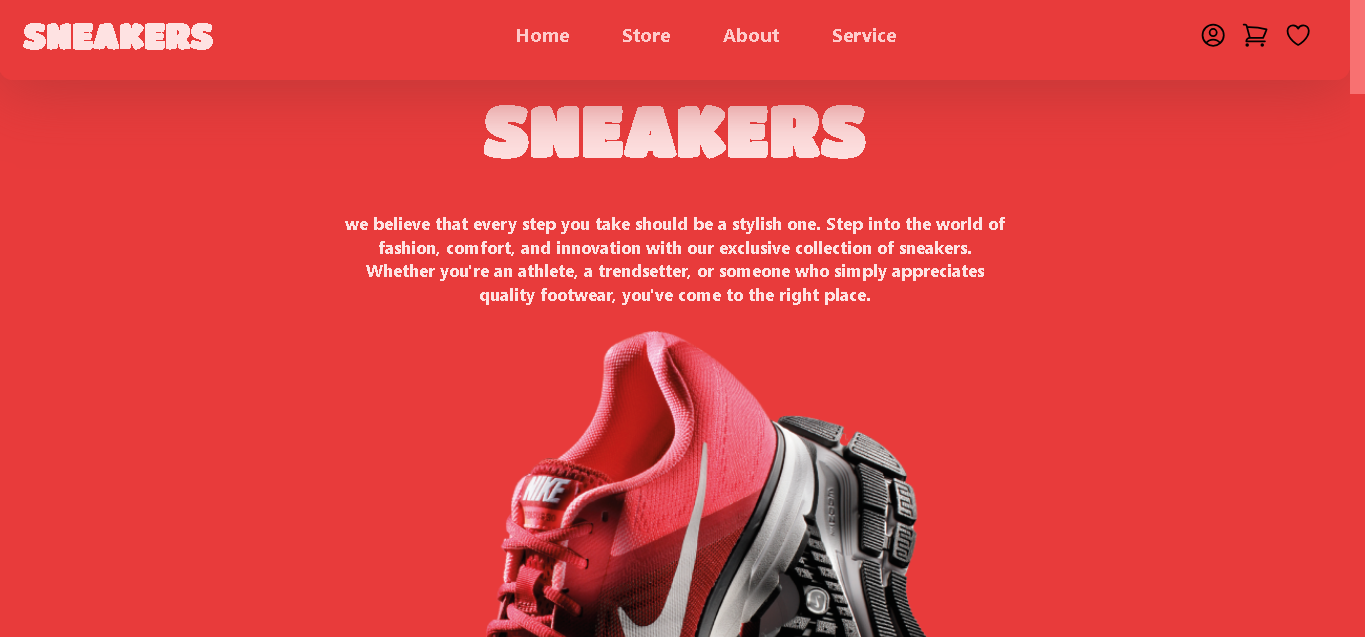 SNEAKERS
Home Store About Service
SNEAKERS
we believe that every step you take should be a stylish one. Step into the world of
fashion, comfort, and innovation with our exclusive collection of sneakers.
Whether you're an athlete, a trendsetter, or someone who simply appreciates
quality footwear, you've come to the right place.
NIKE